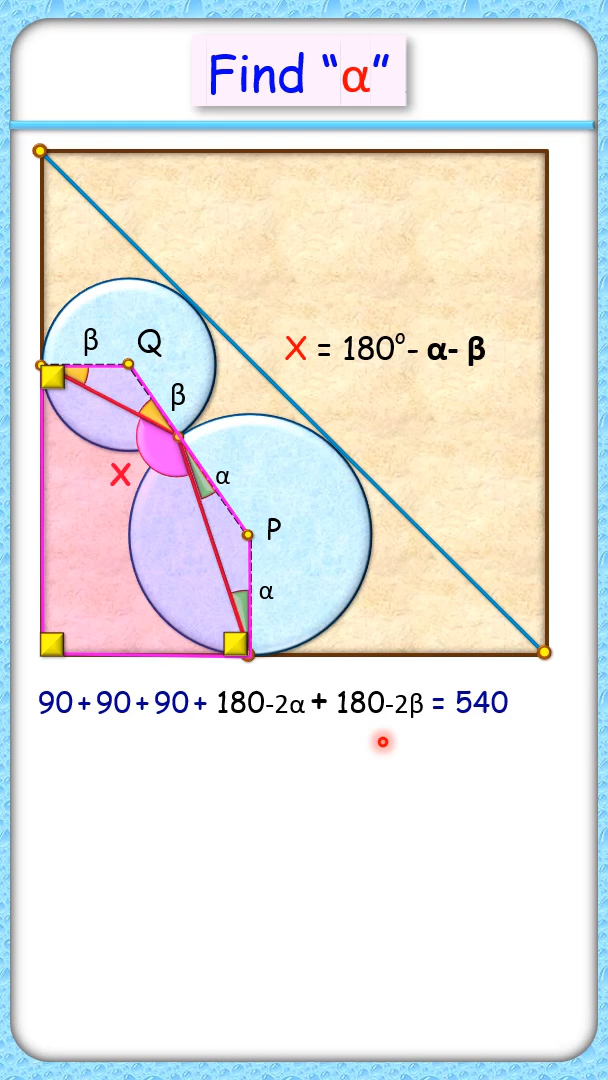 Find “α”
β
Q
X = 180°- α- β
β
X
α
P
α
90+90+90+ 180-2α + 180-2β = 540